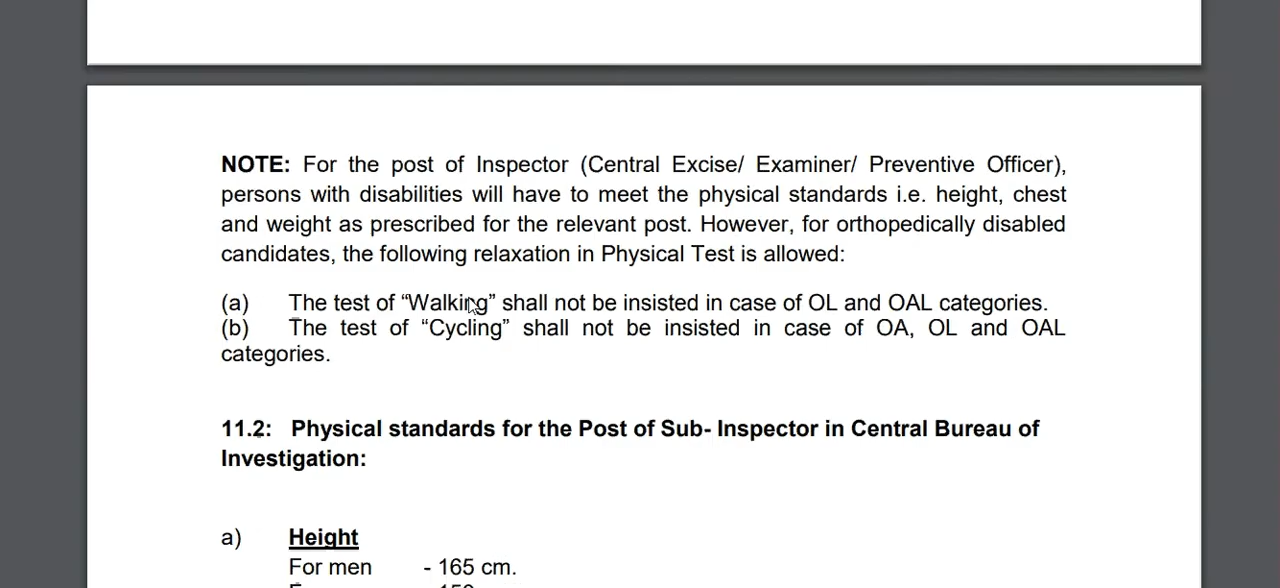 NOTE: For the post of Inspector (Central Excise/ Examiner/ Preventive Officer),
persons with disabilities will have to meet the physical standards i.e. height, chest
and weight as prescribed for the relevant post. However, for orthopedically disabled
candidates, the following relaxation in Physical Test is allowed:
(a) The test of “Walking” shall not be insisted in case of OL and OAL categories.
(b) The test of “Cycling” shall not be insisted in case of OA, OL and OAL
categories.
11.2: Physical standards for the Post of Sub- Inspector in Central Bureau of
Investigation:
a) Height
For men - 165 cm.